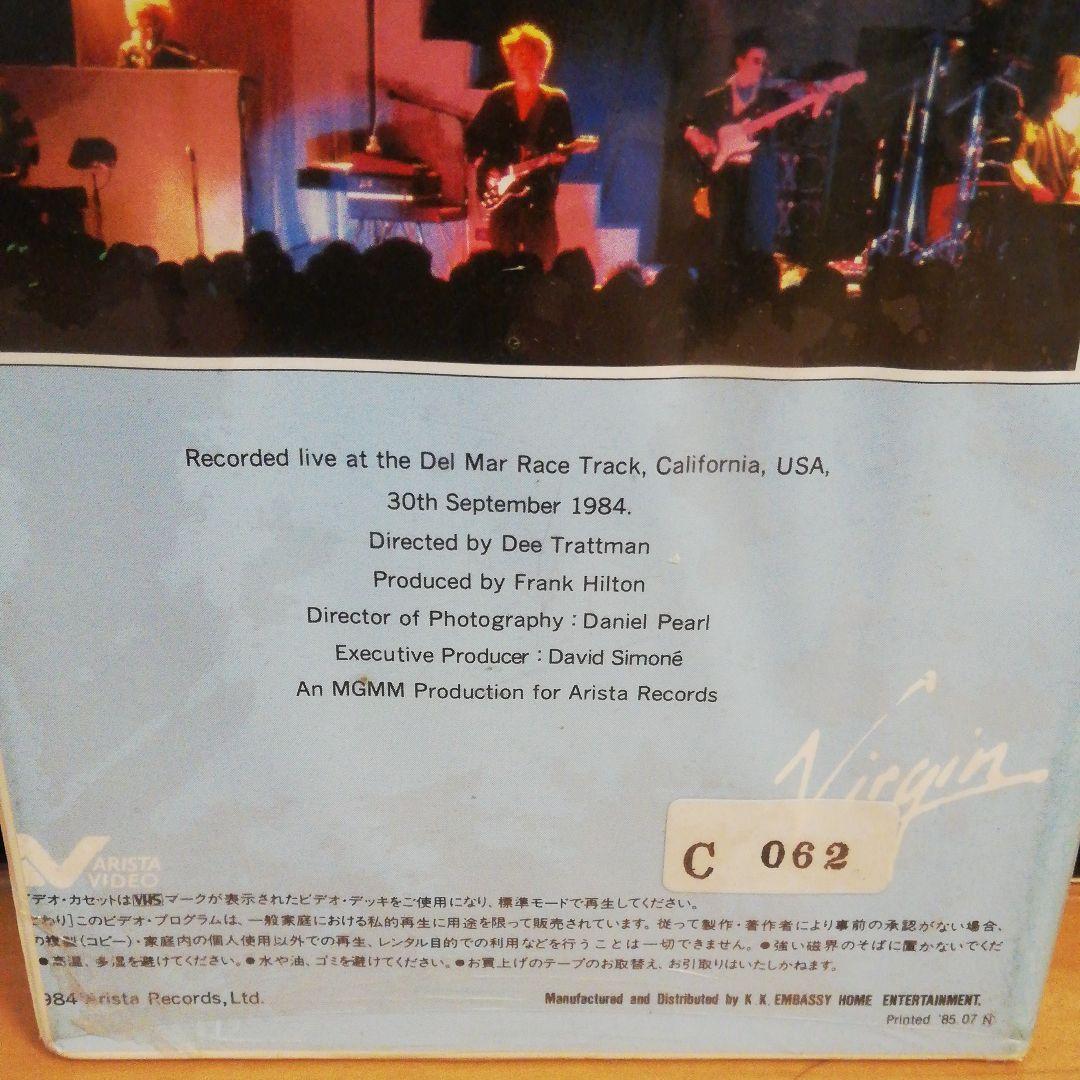 Recorded live at the Del Mar Race Track, California, USA,
30th September 1984.
Directed by Dee Trattman
Produced by Frank Hilton
Director of Photography : Daniel Pearl
Executive Producer : David Simoné
An MGMM Production for Arista Records
Virgin
C 062
ARISTA
VIDEO
デオ・カセットはVHSマークが表示されたビデオ・デッキをご使用になり、標準モードで再生してください。
わり]このビデオ・プログラムは、一般家庭における私的再生に用途を限って販売されています。従って製作・著作者により事前の承認がない場合、
の複製(コピー)・家庭内の個人使用以外での再生、レンタル目的での利用などを行うことは一切できません。●強い磁界のそばに置かないでくだ
●高温、多湿を避けてください。●水や油、ゴミを避けてください。●お買上げのテープのお取替え、お引取りはいたしかねます。
984 Arista Records, Ltd.
Manufactured and Distributed by K. K. EMBASSY HOME ENTERTAINMENT.
Printed '85. 07 N